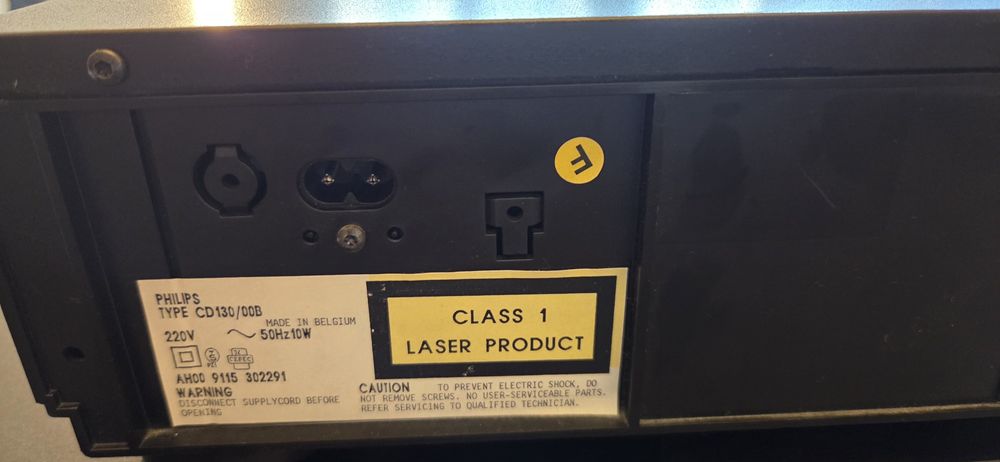 F
PHILIPS
TYPE CD130/00B
MADE IN BELGIUM
220V ~ 50Hz10W
CEBEC
AH00 9115 302291
WARNING
DISCONNECT SUPPLYCORD BEFORE
OPENING
CLASS 1
LASER PRODUCT
CAUTION TO PREVENT ELECTRIC SHOCK, DO
NOT REMOVE SCREWS. NO USER-SERVICEABLE PARTS.
REFER SERVICING TO QUALIFIED TECHNICIAN.